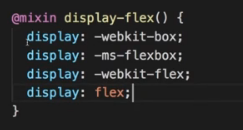 @mixin display-flex() {
display: -webkit-box;
display: -ms-flexbox;
display: -webkit-flex;
display: flex;
}